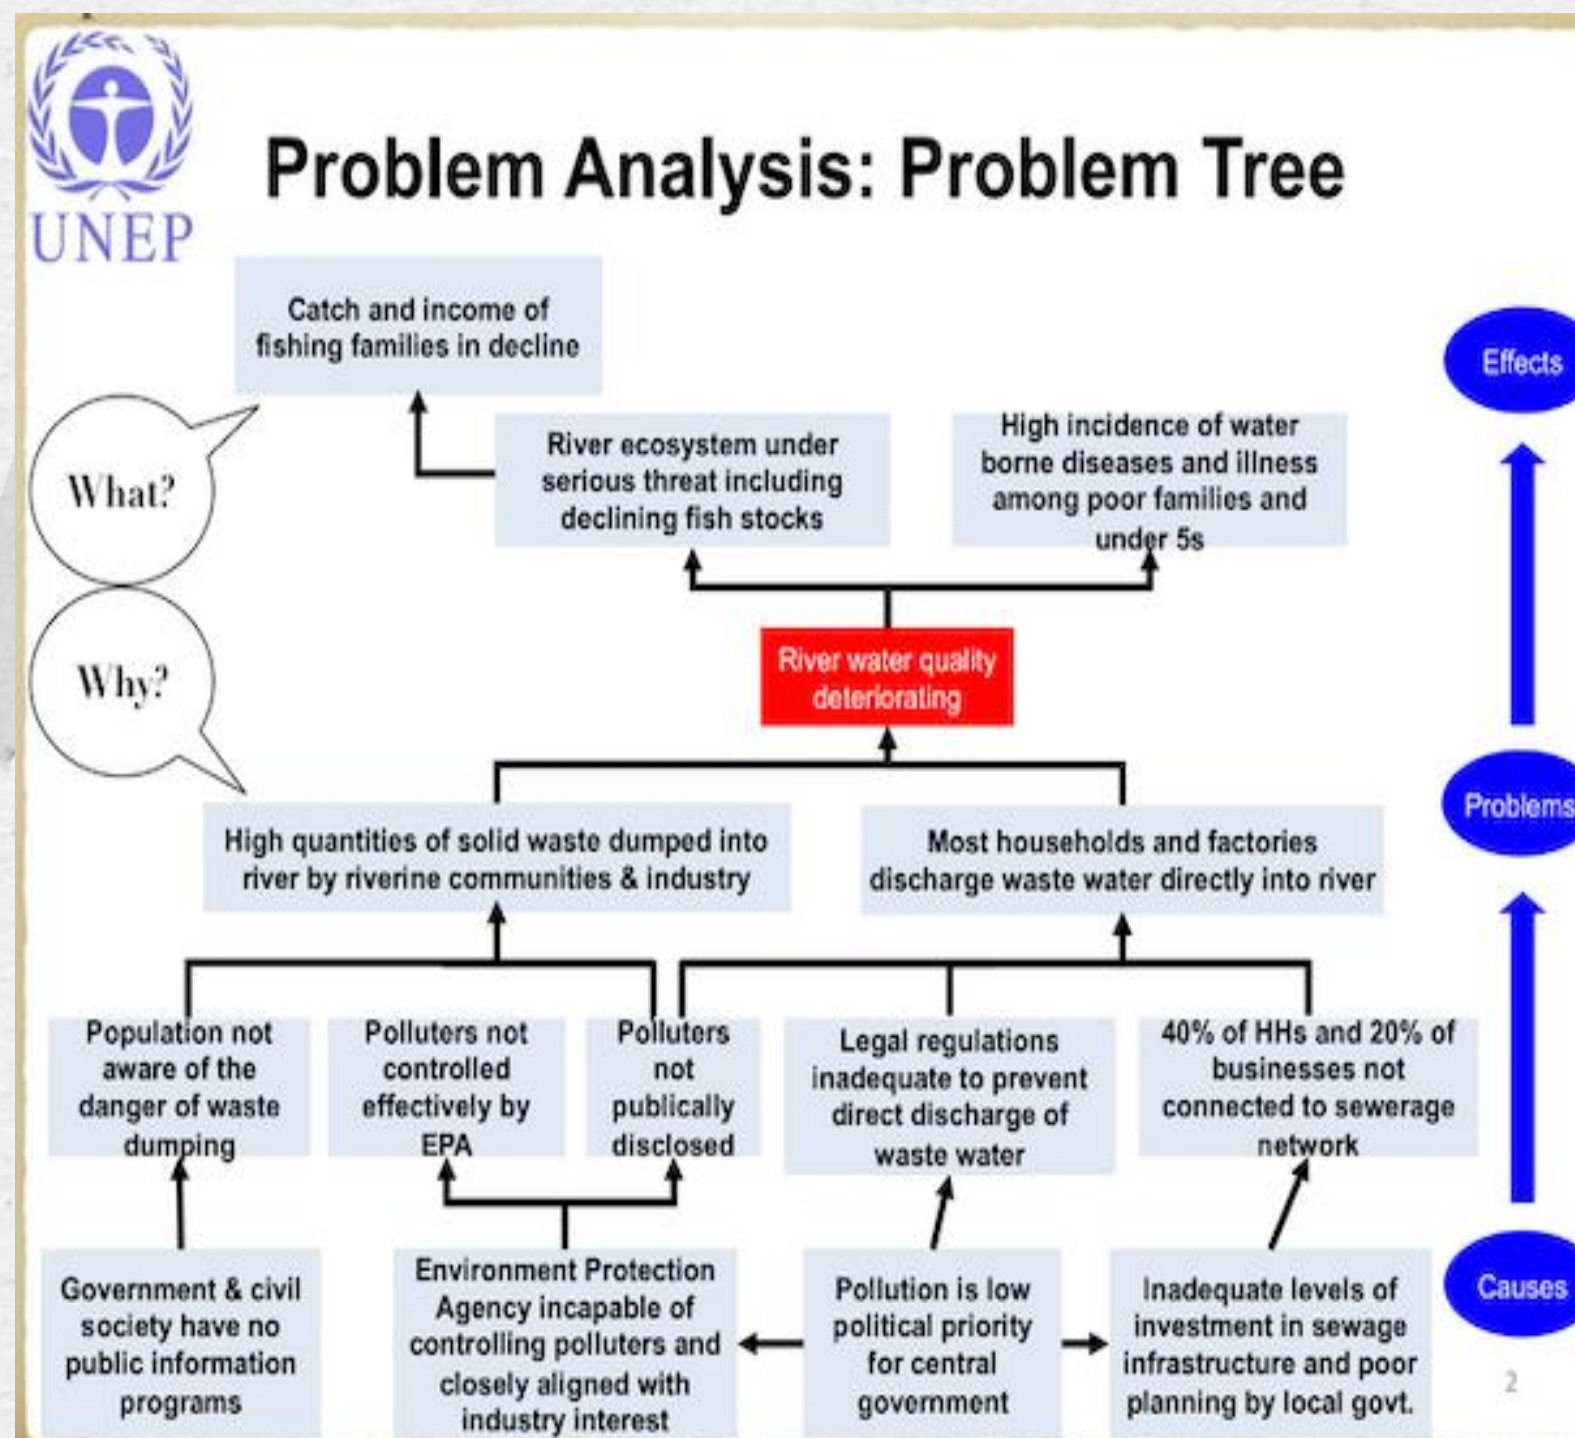 UNEP
Problem Analysis: Problem Tree
Catch and income of
fishing families in decline
Effects
What?
River ecosystem under
serious threat including
declining fish stocks
High incidence of water
borne diseases and illness
among poor families and
under 5s
Why?
River water quality
deteriorating
Problems
High quantities of solid waste dumped into
river by riverine communities & industry
Most households and factories
discharge waste water directly into river
Population not
aware of the
danger of waste
dumping
Polluters not
controlled
effectively by
EPA
Polluters
not
publically
disclosed
Legal regulations
inadequate to prevent
direct discharge of
waste water
40% of HHs and 20% of
businesses not
connected to sewerage
network
Government & civil
society have no
public information
programs
Environment Protection
Agency incapable of
controlling polluters and
closely aligned with
industry interest
Pollution is low
political priority
for central
government
Inadequate levels of
investment in sewage
infrastructure and poor
planning by local govt.
Causes
2